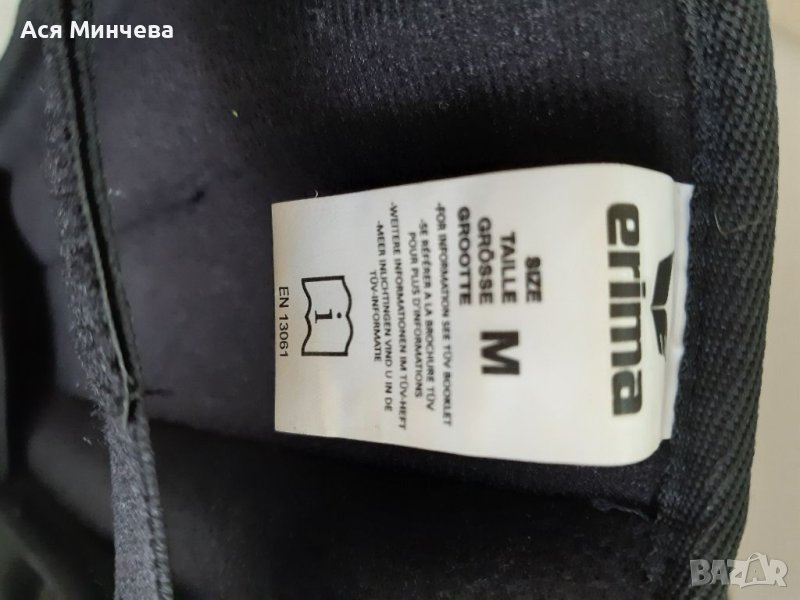 Ася Минчева
erima
SIZE
TAILLE
GRÖSSE
GROOTTE
M
-FOR INFORMATION SEE TÜV BOOKLET
-SE RÉFÉRER A LA BROCHURE TÜV
POUR PLUS D'INFORMATIONS
-WEITERE INFORMATIONEN IM TÜV-HEFT
-MEER INLICHTINGEN VIND U IN DE
TÜV-INFORMATIE
i
EN 13061
BAZAR